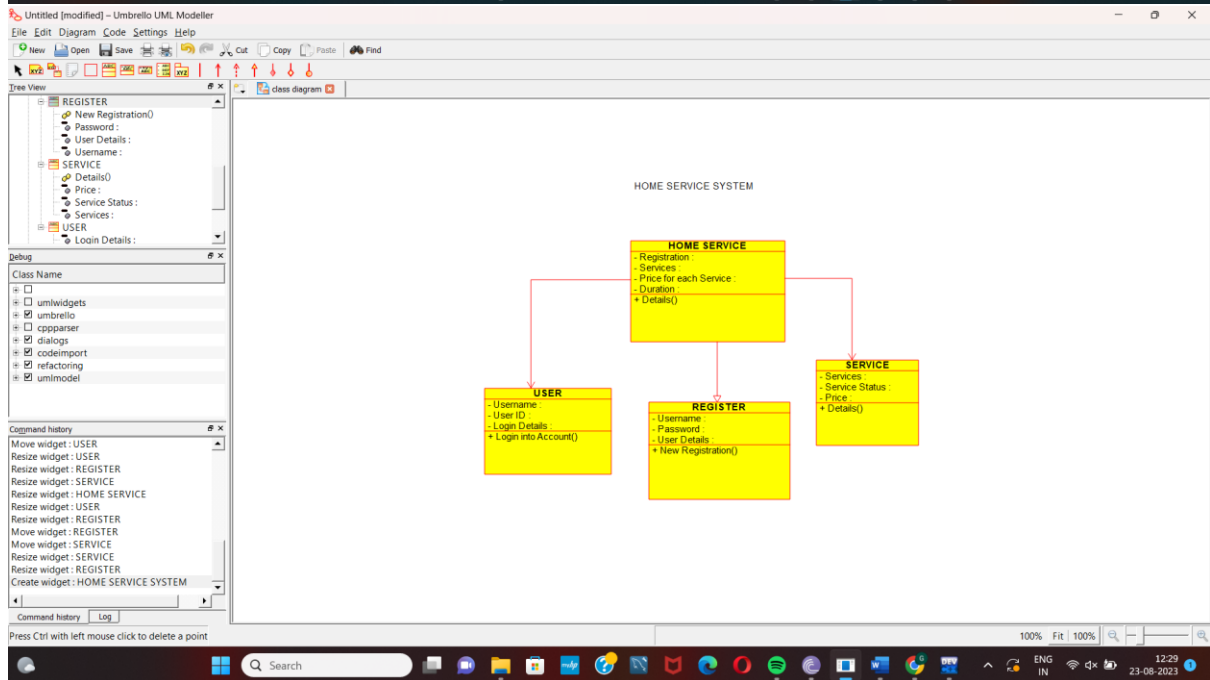 Untitled [modified] – Umbrello UML Modeller
File Edit Diagram Code Settings Help
New Open Save Cut Copy Paste Find
Tree View
class diagram
REGISTER
New Registration()
Password :
User Details :
Username :
SERVICE
Details()
Price :
Service Status :
Services :
USER
Login Details :
Debug
Class Name
umlwidgets
umbrello
cppparser
dialogs
codeimport
refactoring
umlmodel
Command history
Move widget : USER
Resize widget : USER
Resize widget : REGISTER
Resize widget : SERVICE
Resize widget : HOME SERVICE
Resize widget : USER
Resize widget : REGISTER
Move widget : REGISTER
Move widget : SERVICE
Resize widget : SERVICE
Resize widget : REGISTER
Create widget : HOME SERVICE SYSTEM
Command history Log
Press Ctrl with left mouse click to delete a point
HOME SERVICE SYSTEM
HOME SERVICE
- Registration :
- Services :
- Price for each Service :
- Duration :
+ Details()
USER
- Username :
- User ID :
- Login Details :
+ Login into Account()
REGISTER
- Username :
- Password :
- User Details :
+ New Registration()
SERVICE
- Services :
- Service Status :
- Price :
+ Details()
100% Fit 100%
Search
ENG
IN
12:29
23-08-2023
1